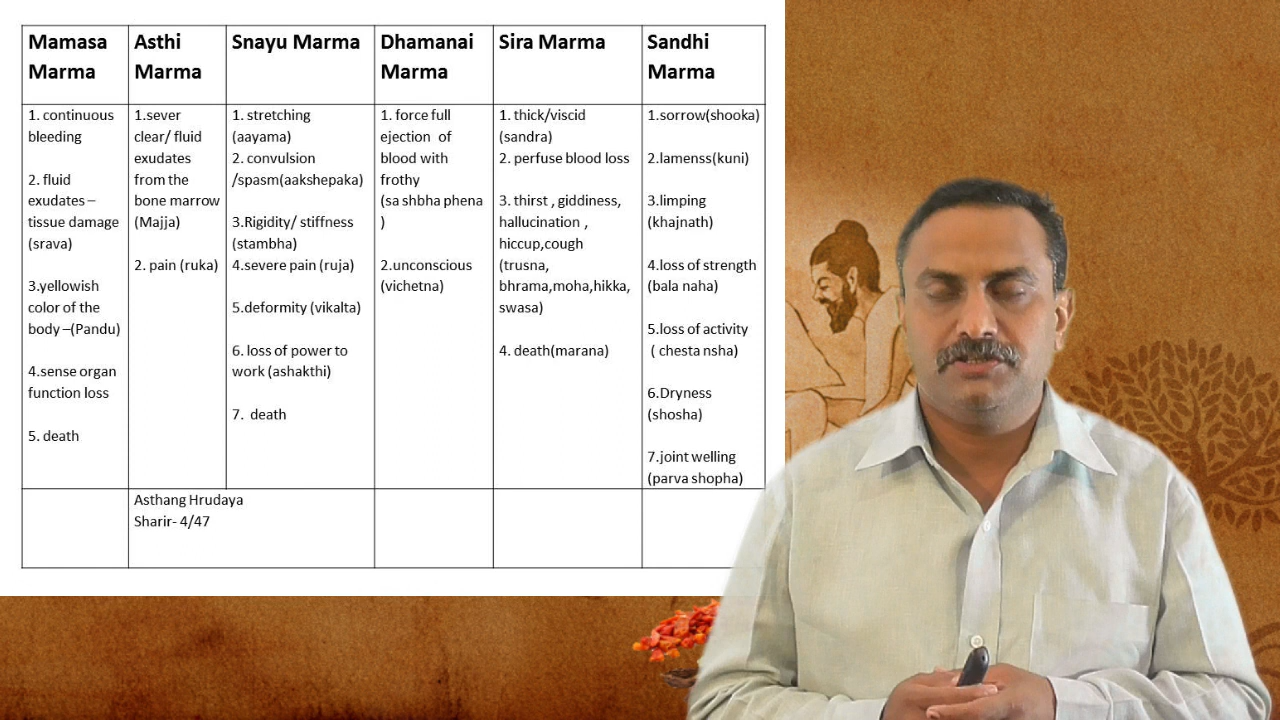 Mamasa
Marma
Asthi
Marma
Snayu Marma
Dhamanai
Marma
Sira Marma
Sandhi
Marma
1. continuous
bleeding
2. fluid
exudates –
tissue damage
(srava)
3.yellowish
color of the
body –(Pandu)
4.sense organ
function loss
5. death
1.sever
clear/ fluid
exudates
from the
bone marrow
(Majja)
2. pain (ruka)
1. stretching
(aayama)
2. convulsion
/spasm(aakshepaka)
3.Rigidity/ stiffness
(stambha)
4.severe pain (ruja)
5.deformity (vikalta)
6. loss of power to
work (ashakthi)
7. death
1. force full
ejection of
blood with
frothy
(sa shbha phena
)
2.unconscious
(vichetna)
1. thick/viscid
(sandra)
2. perfuse blood loss
3. thirst , giddiness,
hallucination ,
hiccup,cough
(trusna,
bhrama,moha,hikka,
swasa)
4. death(marana)
1.sorrow(shooka)
2.lamenss(kuni)
3.limping
(khajnath)
4.loss of strength
(bala naha)
5.loss of activity
( chesta nsha)
6.Dryness
(shosha)
7.joint welling
(parva shopha)
Asthang Hrudaya
Sharir- 4/47